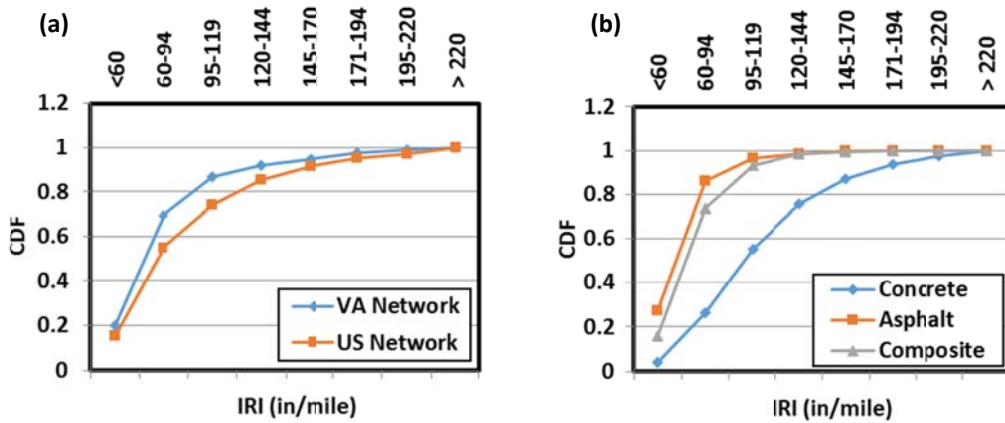 (a)
<60
60-94
95-119
120-144
145-170
171-194
195-220
> 220
1.2
1
0.8
0.6
0.4
0.2
0
CDF
VA Network
US Network
IRI (in/mile)
(b)
<60
60-94
95-119
120-144
145-170
171-194
195-220
> 220
1.2
1
0.8
0.6
0.4
0.2
0
CDF
Concrete
Asphalt
Composite
IRI (in/mile)